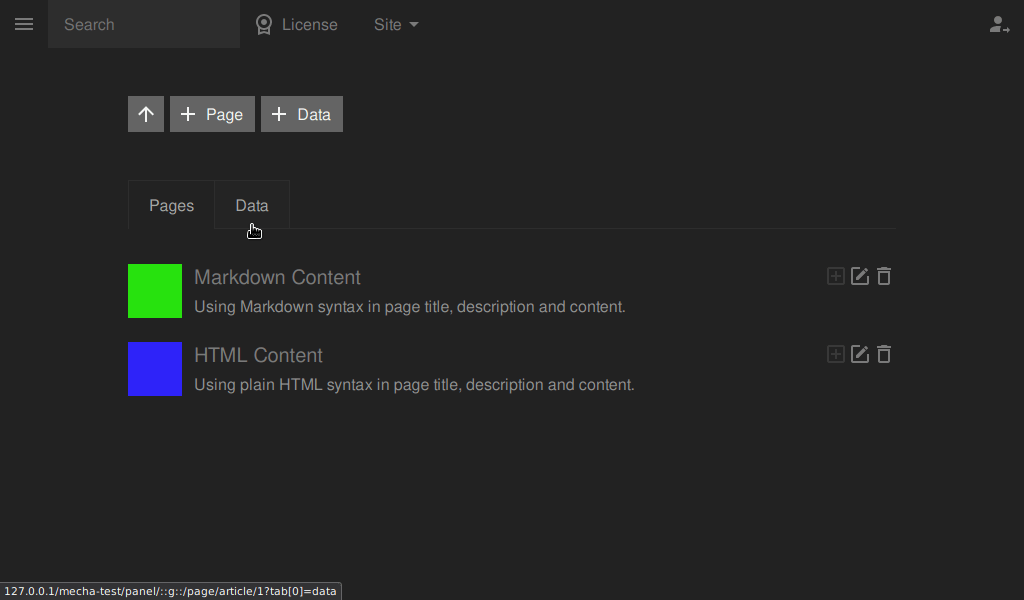 Search
License
Site
Page
Data
Pages
Data
Markdown Content
Using Markdown syntax in page title, description and content.
HTML Content
Using plain HTML syntax in page title, description and content.
127.0.0.1/mecha-test/panel/::g::/page/article/1?tab[0]=data